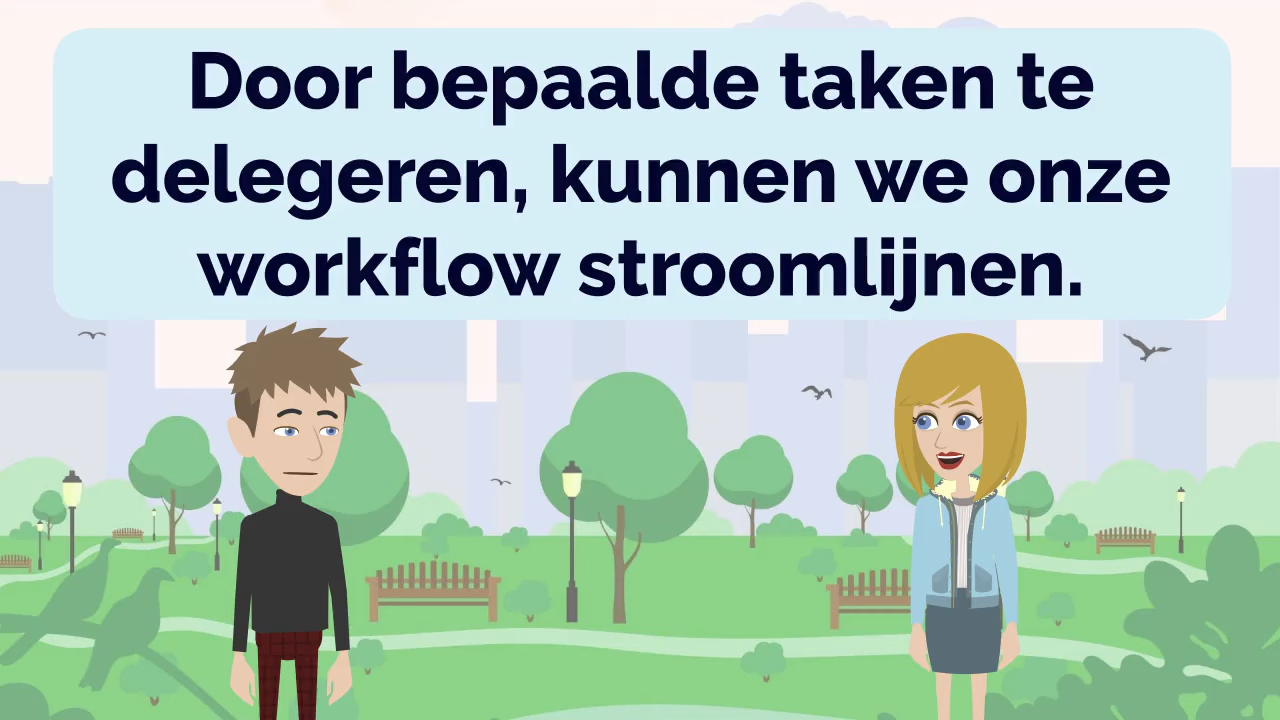 Door bepaalde taken te
delegeren, kunnen we onze
workflow stroomlijnen.